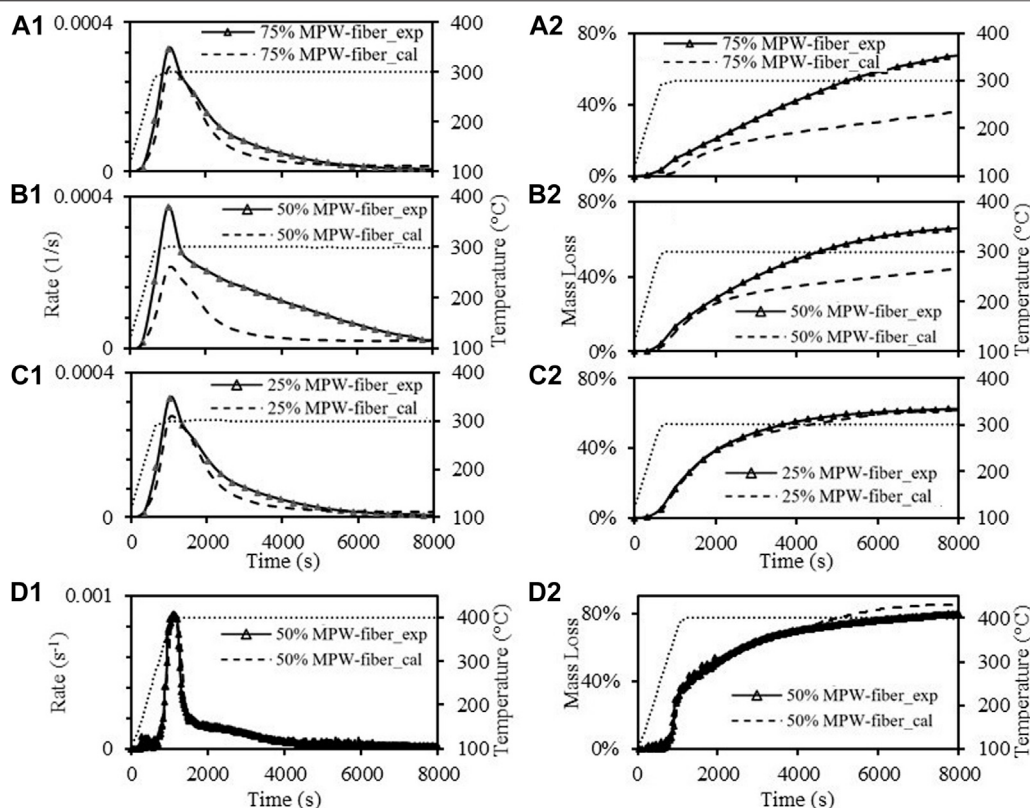 A1
0.0004
400
75% MPW-fiber_exp
75% MPW-fiber_cal
300
200
0
100
A2
80%
400
75% MPW-fiber_exp
75% MPW-fiber_cal
300
40%
200
0%
100
B1
0.0004
400
50% MPW-fiber_exp
50% MPW-fiber_cal
300
200
0
100
Rate (1/s)
Temperature (°C)
B2
80%
400
300
40%
50% MPW-fiber_exp
200
50% MPW-fiber_cal
0%
100
Mass Loss
Temperature (°C)
C1
0.0004
400
25% MPW-fiber_exp
25% MPW-fiber_cal
300
200
0
100
0
2000
4000
6000
8000
Time (s)
C2
80%
400
300
40%
25% MPW-fiber_exp
200
25% MPW-fiber_cal
0%
100
0
2000
4000
6000
8000
Time (s)
D1
0.001
400
50% MPW-fiber_exp
50% MPW-fiber_cal
300
200
0
100
Rate (s⁻¹)
Temperature (°C)
0
2000
4000
6000
8000
Time (s)
D2
80%
400
300
40%
50% MPW-fiber_exp
200
50% MPW-fiber_cal
0%
100
Mass Loss
Temperature (°C)
0
2000
4000
6000
8000
Time (s)